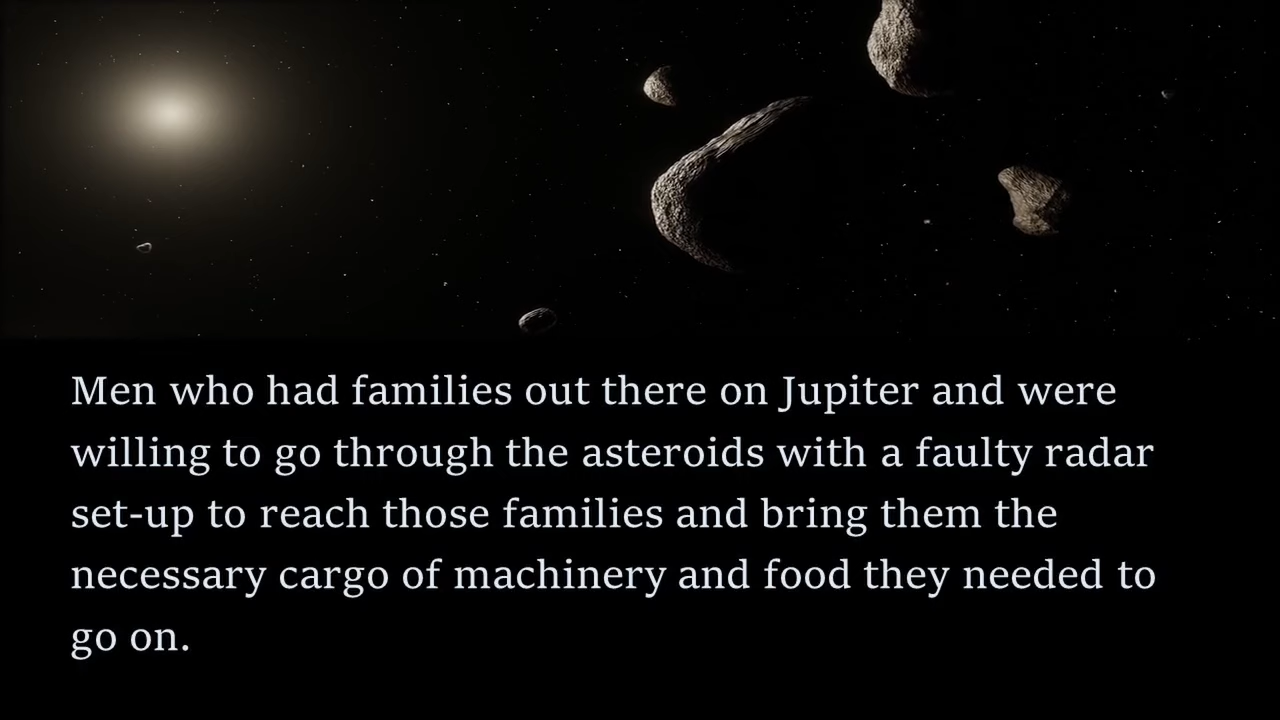 Men who had families out there on Jupiter and were
willing to go through the asteroids with a faulty radar
set-up to reach those families and bring them the
necessary cargo of machinery and food they needed to
go on.